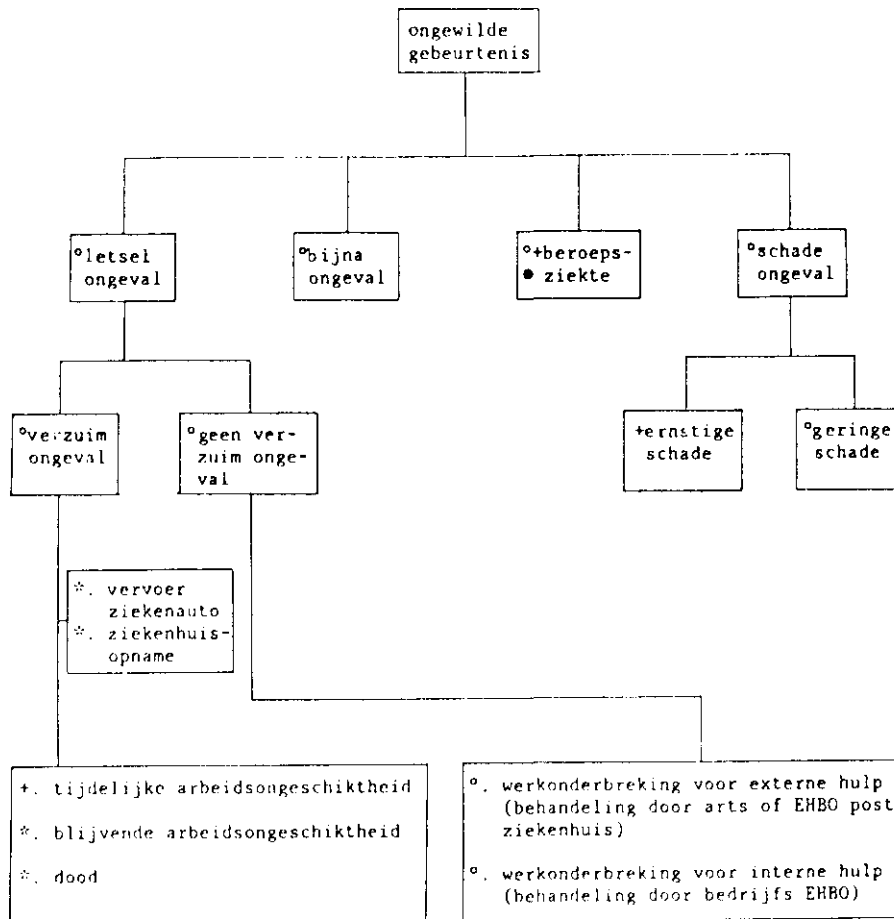 ongewilde
gebeurtenis
°letsel
ongeval
°bijna
ongeval
°+beroeps-
● ziekte
°schade
ongeval
°verzuim
ongeval
°geen ver-
zuim onge-
val
+ernstige
schade
°geringe
schade
*. vervoer
ziekenauto
*. ziekenhuis-
opname
+. tijdelijke arbeidsongeschiktheid
*. blijvende arbeidsongeschiktheid
*. dood
°. werkonderbreking voor externe hulp
(behandeling door arts of EHBO post
ziekenhuis)
°. werkonderbreking voor interne hulp
(behandeling door bedrijfs EHBO)